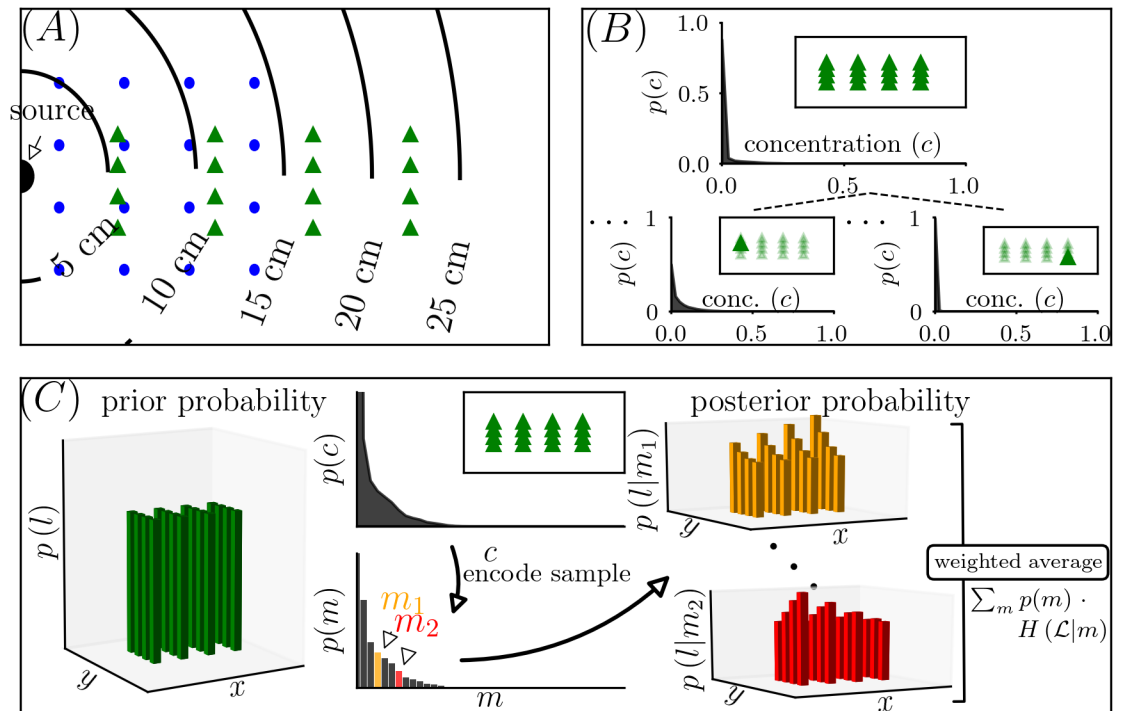 (A)
source
5 cm
10 cm
15 cm
20 cm
25 cm
(B)
1.0
0.5
0.0
p(c)
concentration (c)
0.0
0.5
1.0
. . .
1
0
p(c)
conc. (c)
0.0
0.5
1.0
. . .
1
0
p(c)
conc. (c)
0.0
0.5
1.0
(C)
prior probability
p (l)
y
x
p(c)
c
encode sample
p(m)
m₁
m₂
m
posterior probability
p (l|m₁)
y
x
p (l|m₂)
y
x
weighted average
∑ₘ p(m) ·
H (ℒ|m)